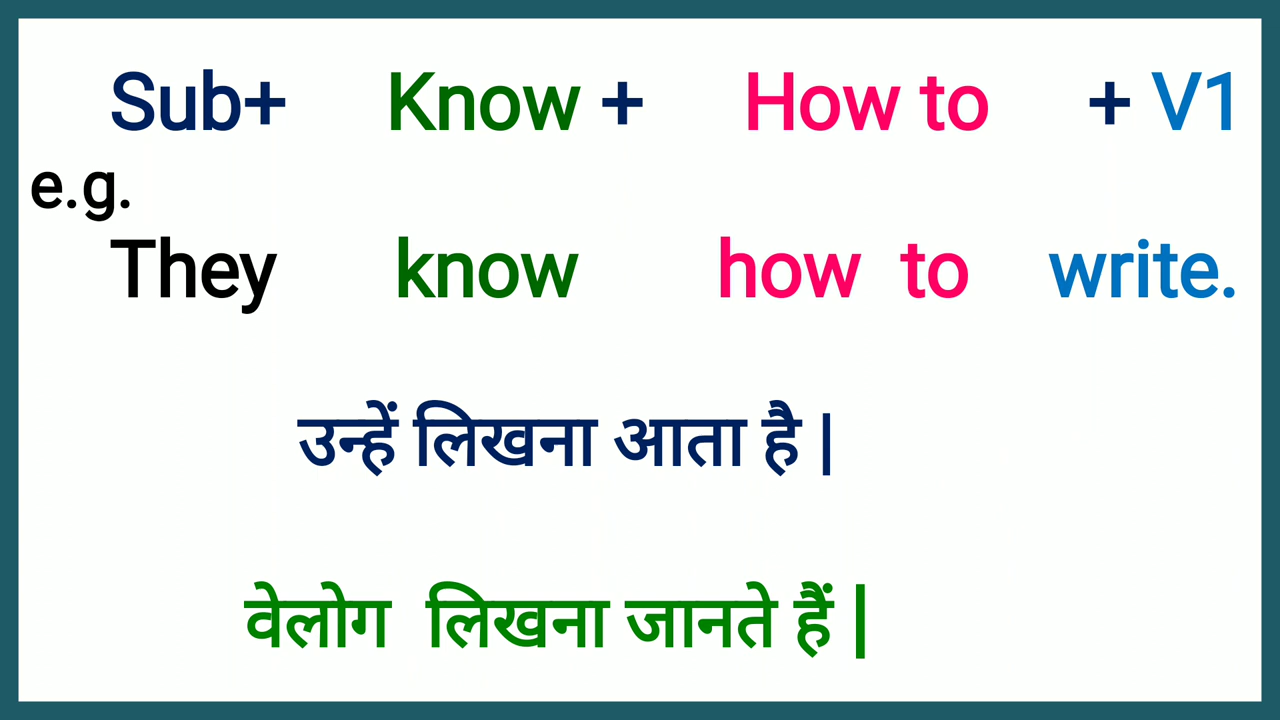 Sub+ Know + How to + V1
e.g.
They know how to write.
उन्हें लिखना आता है |
वेलोग लिखना जानते हैं |